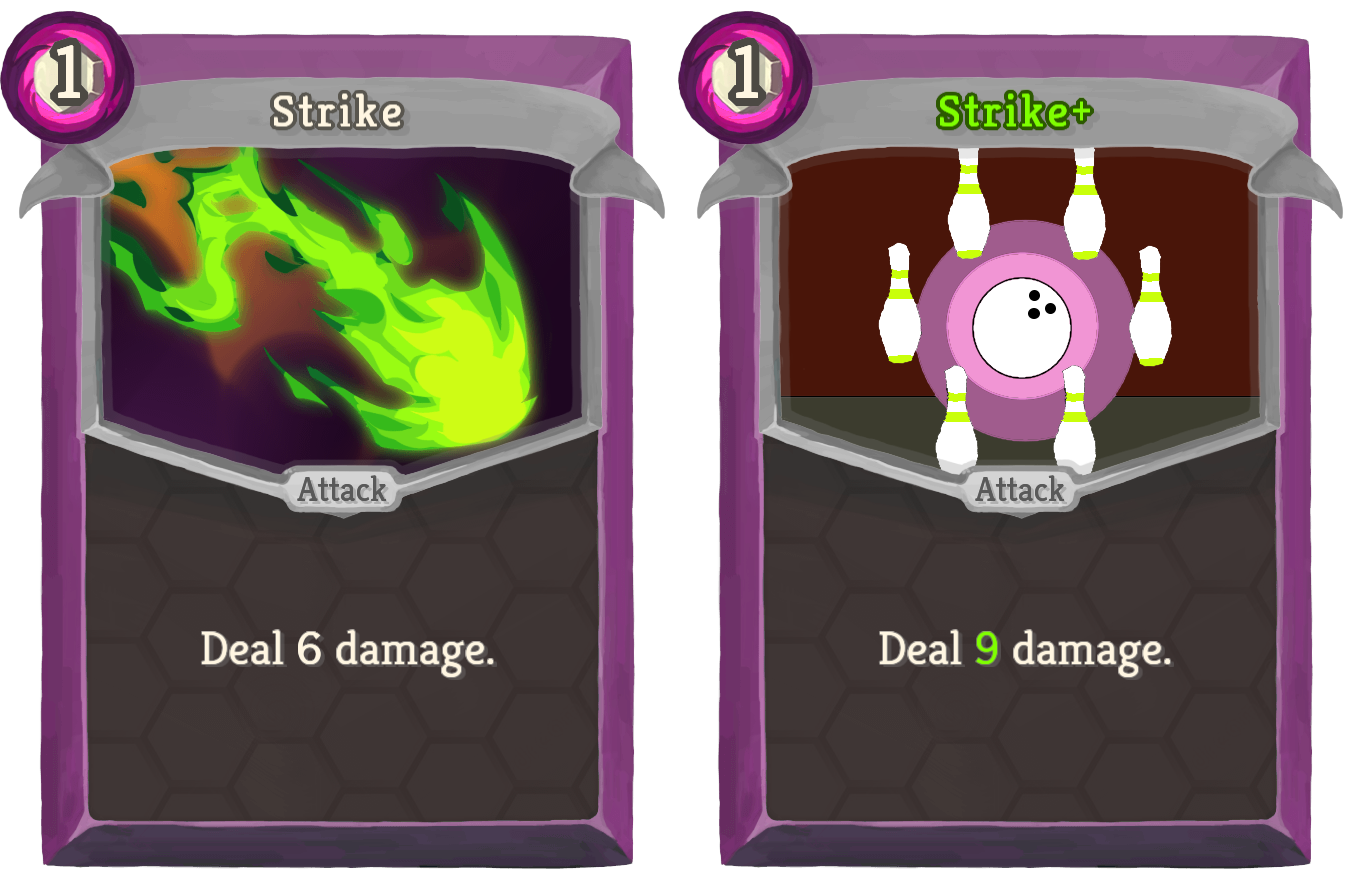 1
Strike
Attack
Deal 6 damage.
1
Strike+
Attack
Deal 9 damage.